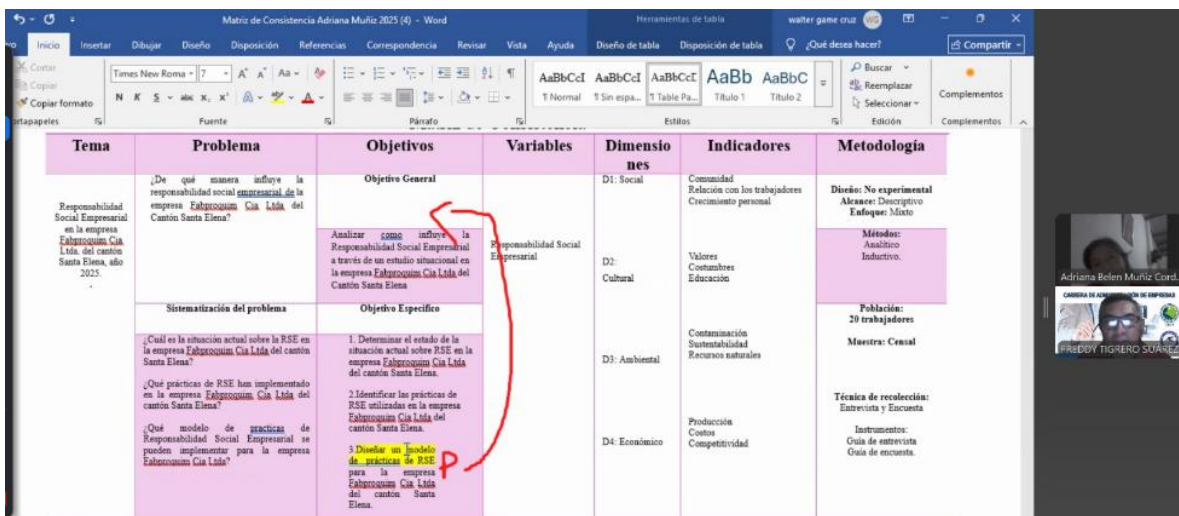 Matriz de Consistencia Adriana Muñiz 2025 (4) - Word
Herramientas de tabla
walter game cruz
WG
Inicio
Insertar
Dibujar
Diseño
Disposición
Referencias
Correspondencia
Revisar
Vista
Ayuda
Diseño de tabla
Disposición de tabla
¿Qué desea hacer?
Compartir
Cortar
Copiar
Copiar formato
Times New Roma
7
N K S abc X, X²
AaBbCcI
AaBbCcI
AaBbCcI
AaBb
AaBbC
¶ Normal
¶ Sin espa...
¶ Table Pa...
Título 1
Título 2
Buscar
Reemplazar
Seleccionar
Complementos
ortapapeles
Fuente
Párrafo
Estilos
Edición
Complementos
Tema
Problema
Objetivos
Variables
Dimensio
nes
Indicadores
Metodología
Responsabilidad
Social Empresarial
en la empresa
Fabproquim Cia
Ltda. del cantón
Santa Elena, año
2025.
.
¿De qué manera influye la
responsabilidad social empresarial de la
empresa Fabproquim Cia Ltda del
Cantón Santa Elena?
Sistematización del problema
¿Cuál es la situación actual sobre la RSE en
la empresa Fabproquim Cia Ltda del cantón
Santa Elena?
¿Qué prácticas de RSE han implementado
en la empresa Fabproquim Cia Ltda del
cantón Santa Elena?
¿Qué modelo de practicas de
Responsabilidad Social Empresarial se
pueden implementar para la empresa
Fabproquim Cia Ltda?
Objetivo General
Analizar como influye la
Responsabilidad Social Empresarial
a través de un estudio situacional en
la empresa Fabproquim Cia Ltda del
Cantón Santa Elena
Objetivo Especifico
1. Determinar el estado de la
situación actual sobre RSE en la
empresa Fabproquim Cia Ltda
del cantón Santa Elena.
2.Identificar las prácticas de
RSE utilizadas en la empresa
Fabproquim Cia Ltda del
cantón Santa Elena.
3.Diseñar un modelo
de prácticas de RSE
para la empresa
Fabproquim Cia Ltda
del cantón Santa
Elena.
P
Responsabilidad Social
Empresarial
D1: Social
D2:
Cultural
D3: Ambiental
D4: Económico
Comunidad
Relación con los trabajadores
Crecimiento personal
Valores
Costumbres
Educación
Contaminación
Sustentabilidad
Recursos naturales
Producción
Costos
Competitividad
Diseño: No experimental
Alcance: Descriptivo
Enfoque: Mixto
Métodos:
Analítico
Inductivo.
Población:
20 trabajadores
Muestra: Censal
Técnica de recolección:
Entrevista y Encuesta
Instrumentos:
Guía de entrevista
Guía de encuesta.
Adriana Belen Muñiz Cord...
CARRERA DE ADMINISTRACIÓN DE EMPRESAS
FREDDY TIGRERO SUÁREZ